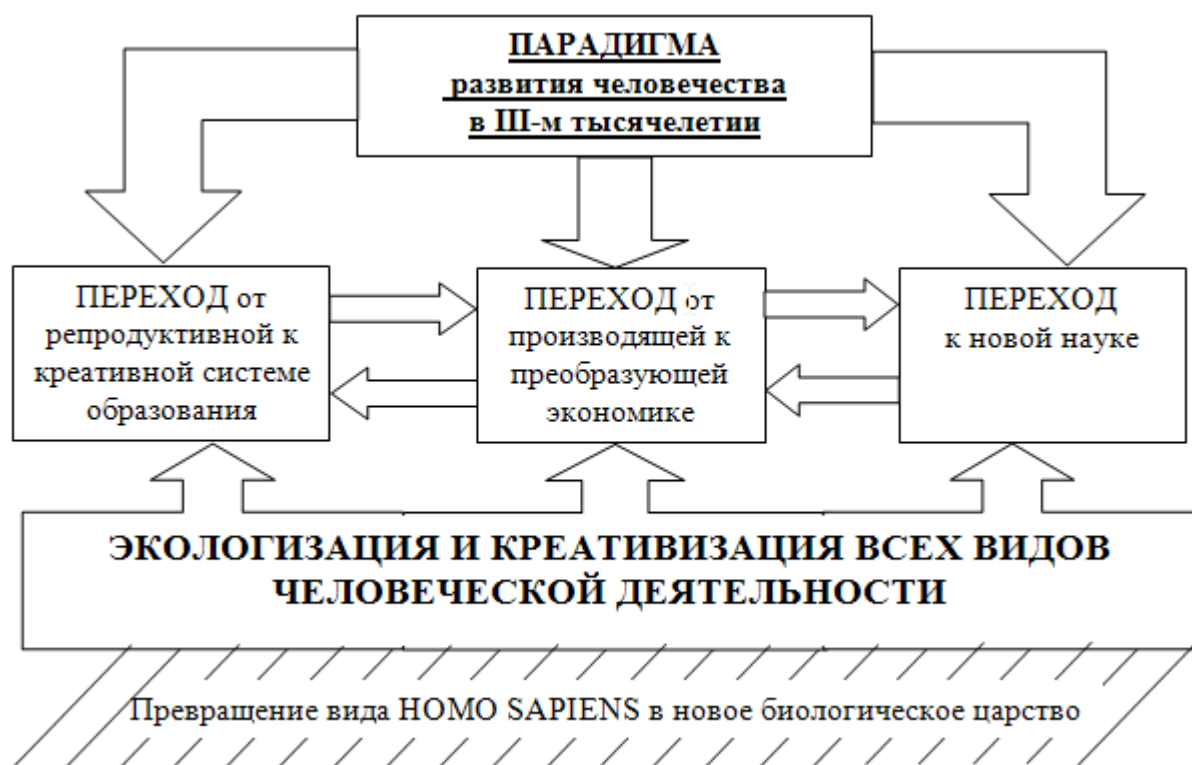 ПАРАДИГМА
развития человечества
в III-м тысячелетии
ПЕРЕХОД от
репродуктивной к
креативной системе
образования
ПЕРЕХОД от
производящей к
преобразующей
экономике
ПЕРЕХОД
к новой науке
ЭКОЛОГИЗАЦИЯ И КРЕАТИВИЗАЦИЯ ВСЕХ ВИДОВ
ЧЕЛОВЕЧЕСКОЙ ДЕЯТЕЛЬНОСТИ
Превращение вида HOMO SAPIENS в новое биологическое царство